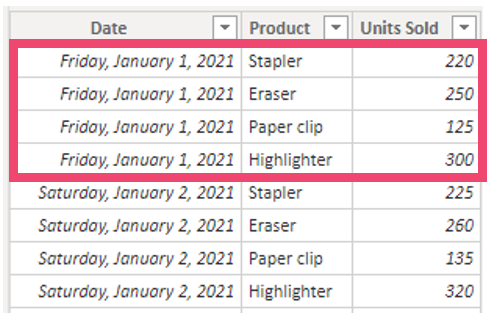 Date Product Units Sold
Friday, January 1, 2021 Stapler 220
Friday, January 1, 2021 Eraser 250
Friday, January 1, 2021 Paper clip 125
Friday, January 1, 2021 Highlighter 300
Saturday, January 2, 2021 Stapler 225
Saturday, January 2, 2021 Eraser 260
Saturday, January 2, 2021 Paper clip 135
Saturday, January 2, 2021 Highlighter 320